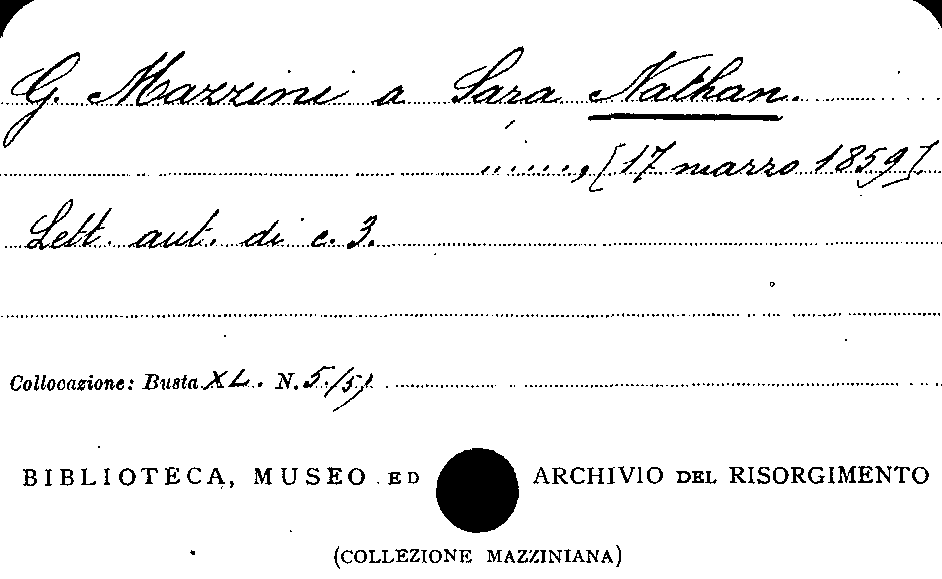 G. Mazzini a Sara Nathan.
......, [17 marzo 1859].
Lett. aut. di c. 3.
Collocazione: Busta XL. N. 5./5)
BIBLIOTECA, MUSEO ED ARCHIVIO DEL RISORGIMENTO
(COLLEZIONE MAZZINIANA)